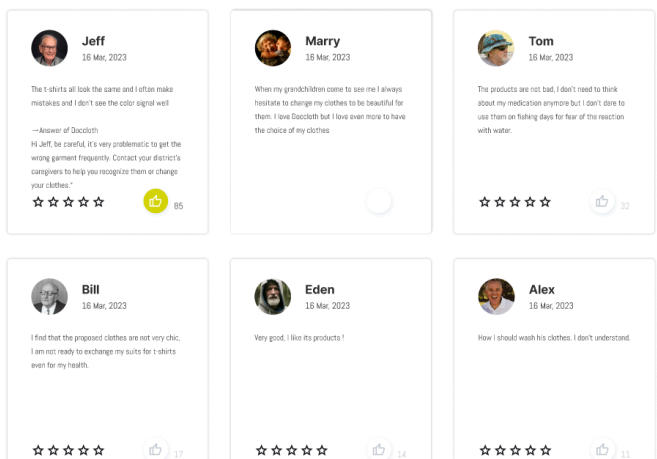 Jeff
16 Mar, 2023
The t-shirts all look the same and I often make
mistakes and I don't see the color signal well
→Answer of Doccloth
Hi Jeff, be careful, it's very problematic to get the
wrong garment frequently. Contact your district's
caregivers to help you recognize them or change
your clothes."
85
Marry
16 Mar, 2023
When my grandchildren come to see me I always
hesitate to change my clothes to be beautiful for
them. I love Doccloth but I love even more to have
the choice of my clothes
Tom
16 Mar, 2023
The products are not bad, I don't need to think
about my medication anymore but I don't dare to
use them on fishing days for fear of the reaction
with water.
32
Bill
16 Mar, 2023
I find that the proposed clothes are not very chic,
I am not ready to exchange my suits for t-shirts
even for my health.
17
Eden
16 Mar, 2023
Very good, I like its products !
14
Alex
16 Mar, 2023
How I should wash his clothes. I don't understand.
11